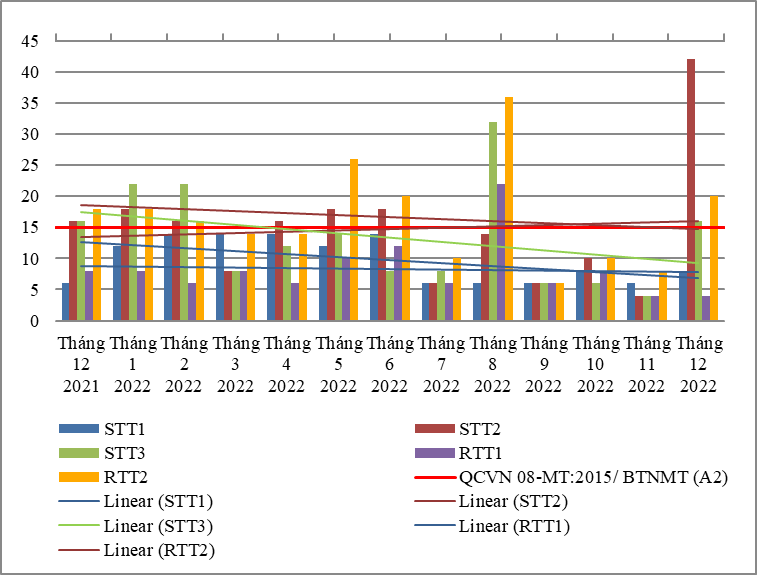 45
40
35
30
25
20
15
10
5
0
Tháng Tháng Tháng Tháng Tháng Tháng Tháng Tháng Tháng Tháng Tháng Tháng Tháng
12 1 2 3 4 5 6 7 8 9 10 11 12
2021 2022 2022 2022 2022 2022 2022 2022 2022 2022 2022 2022 2022
STT1 STT2
STT3 RTT1
RTT2 QCVN 08-MT:2015/ BTNMT (A2)
Linear (STT1) Linear (STT2)
Linear (STT3) Linear (RTT1)
Linear (RTT2)